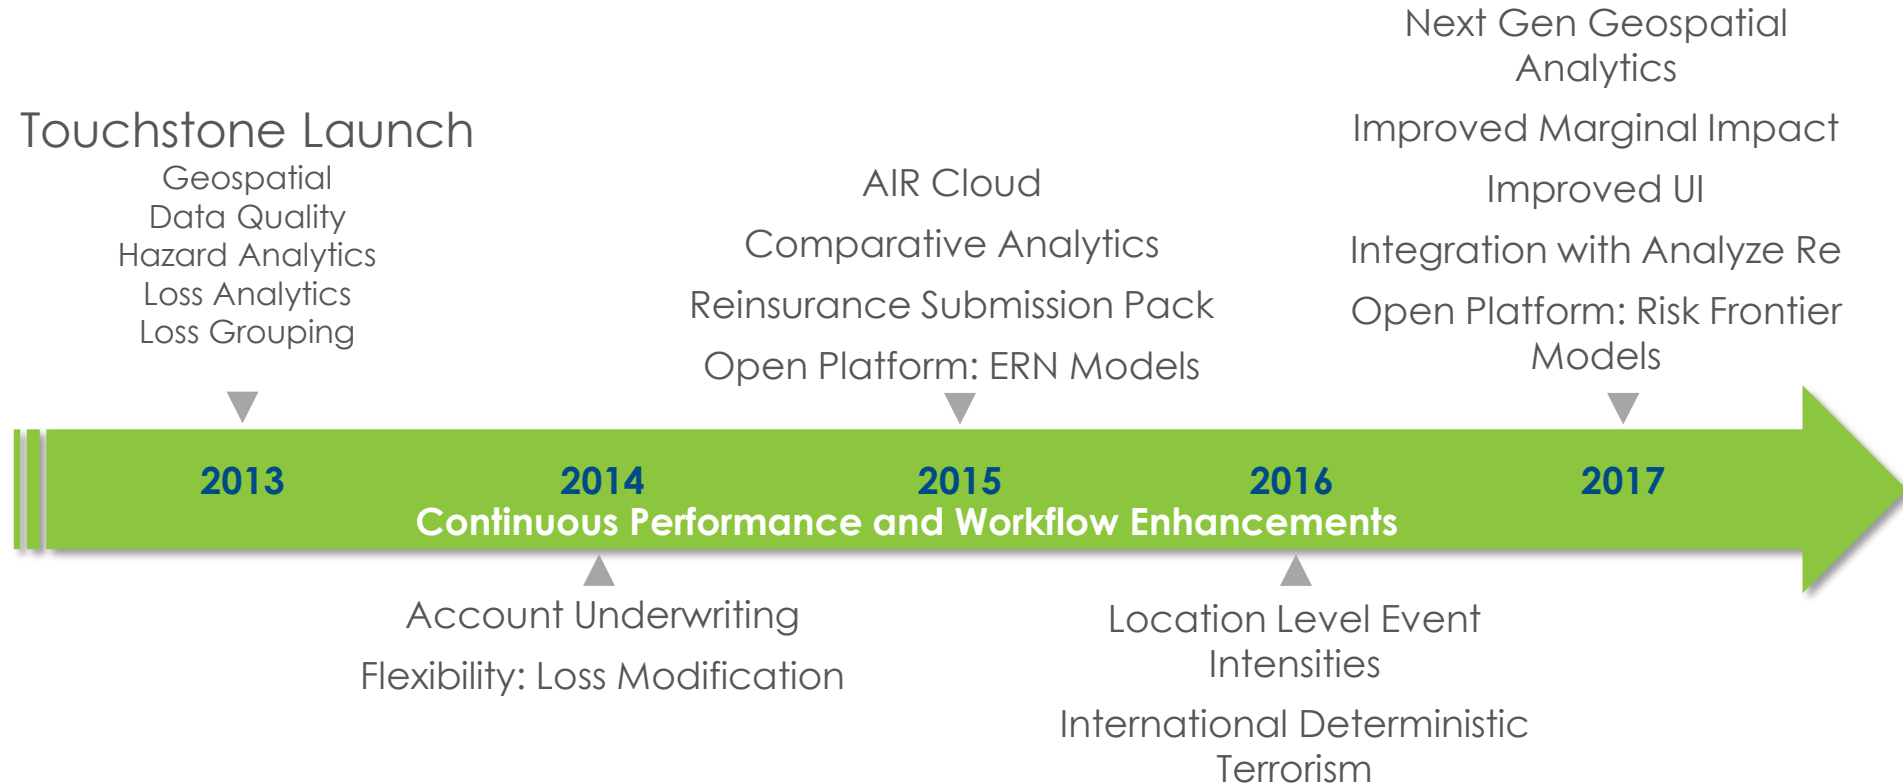 Touchstone Launch
Geospatial
Data Quality
Hazard Analytics
Loss Analytics
Loss Grouping
AIR Cloud
Comparative Analytics
Reinsurance Submission Pack
Open Platform: ERN Models
Next Gen Geospatial
Analytics
Improved Marginal Impact
Improved UI
Integration with Analyze Re
Open Platform: Risk Frontier
Models
2013 2014 2015 2016 2017
Continuous Performance and Workflow Enhancements
Account Underwriting
Flexibility: Loss Modification
Location Level Event
Intensities
International Deterministic
Terrorism